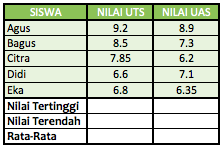 SISWA NILAI UTS NILAI UAS
Agus 9.2 8.9
Bagus 8.5 7.3
Citra 7.85 6.2
Didi 6.6 7.1
Eka 6.8 6.35
Nilai Tertinggi
Nilai Terendah
Rata-Rata